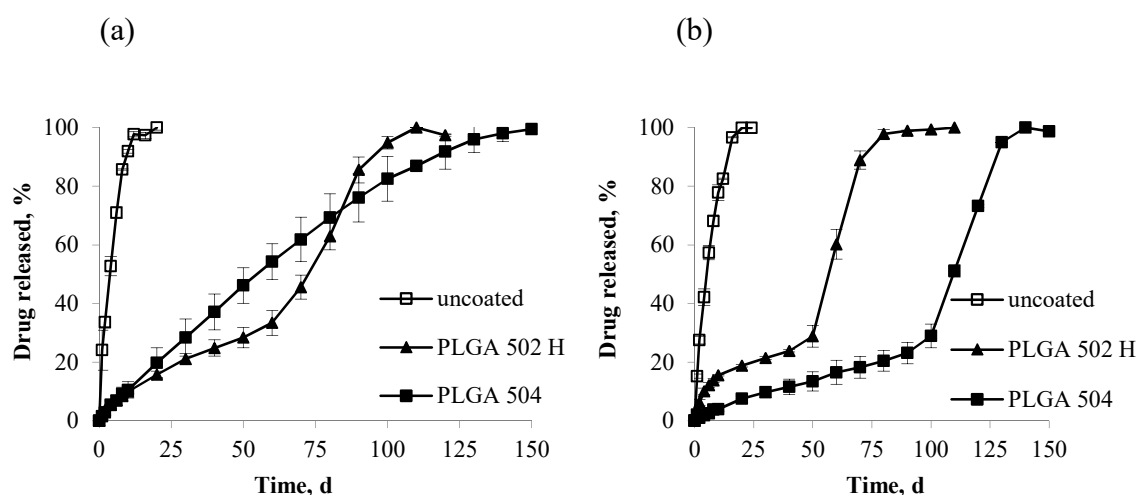 (a)
Drug released, %
100
80
60
40
20
0
0 25 50 75 100 125 150
Time, d
uncoated
PLGA 502 H
PLGA 504
(b)
Drug released, %
100
80
60
40
20
0
0 25 50 75 100 125 150
Time, d
uncoated
PLGA 502 H
PLGA 504